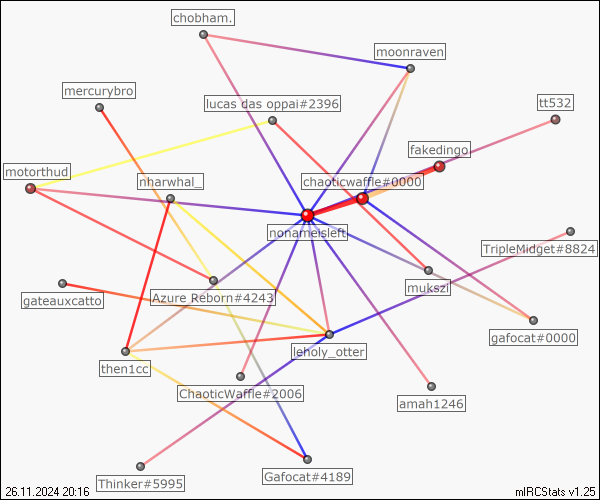 chobham.
moonraven
mercurybro
lucas das oppai#2396
tt532
fakedingo
motorthud
nharwhal_
chaoticwaffle#0000
nonameisleft
TripleMidget#8824
mukszi
gateauxcatto
Azure Reborn#4243
gafocat#0000
leholy_otter
then1cc
ChaoticWaffle#2006
amah1246
Thinker#5995
Gafocat#4189
26.11.2024 20:16
mIRCStats v1.25